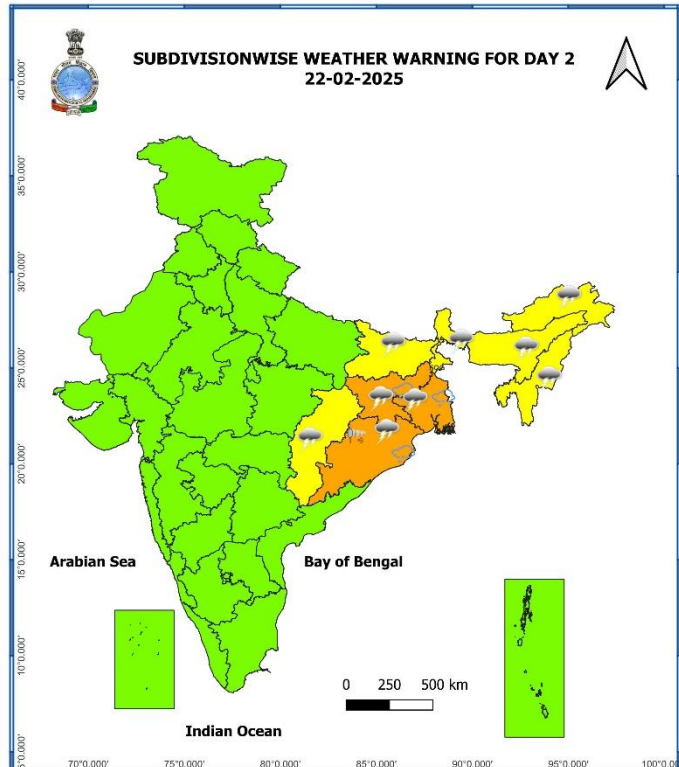 SUBDIVISIONWISE WEATHER WARNING FOR DAY 2
22-02-2025
40°0.000'
35°0.000'
30°0.000'
25°0.000'
20°0.000'
15°0.000'
10°0.000'
5°0.000'
Arabian Sea
Bay of Bengal
0 250 500 km
Indian Ocean
70°0.000' 75°0.000' 80°0.000' 85°0.000' 90°0.000' 95°0.000' 100°0.000'